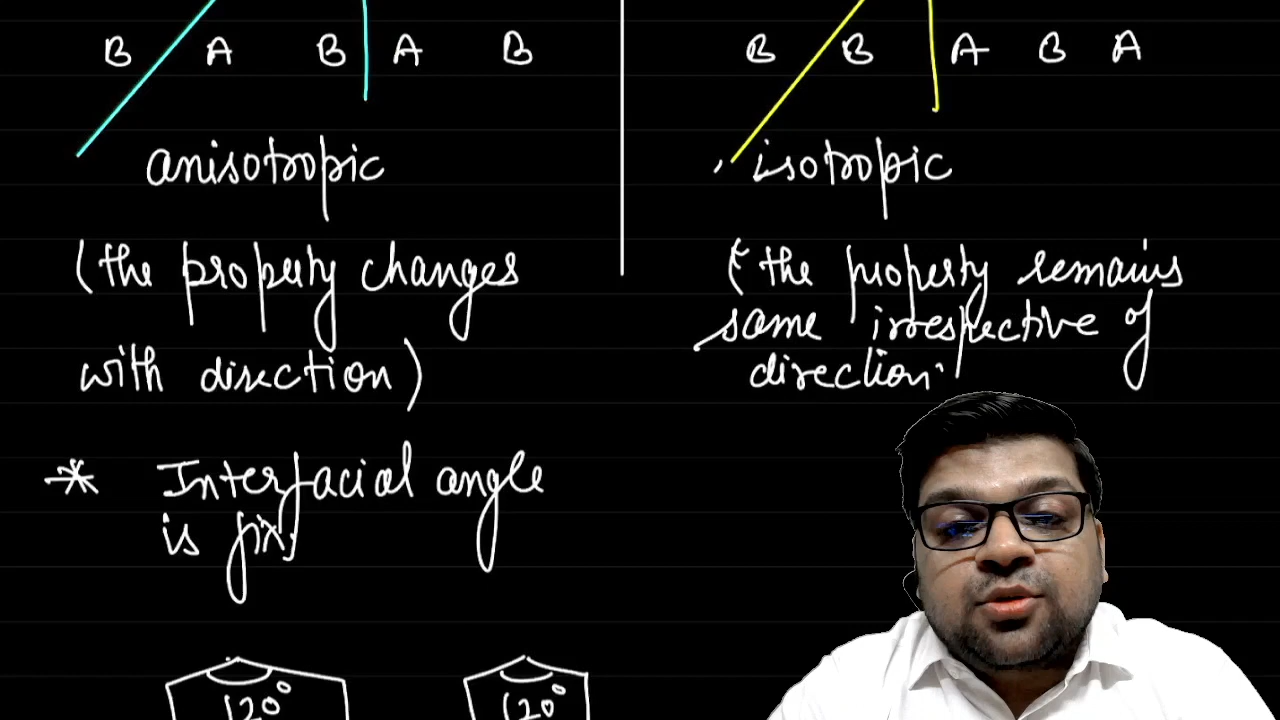 B A B A B
anisotropic
(the property changes
with direction)
* Interfacial angle
is fix.
120° 120°
B B A B A
isotropic
(the property remains
same irrespective of
direction.